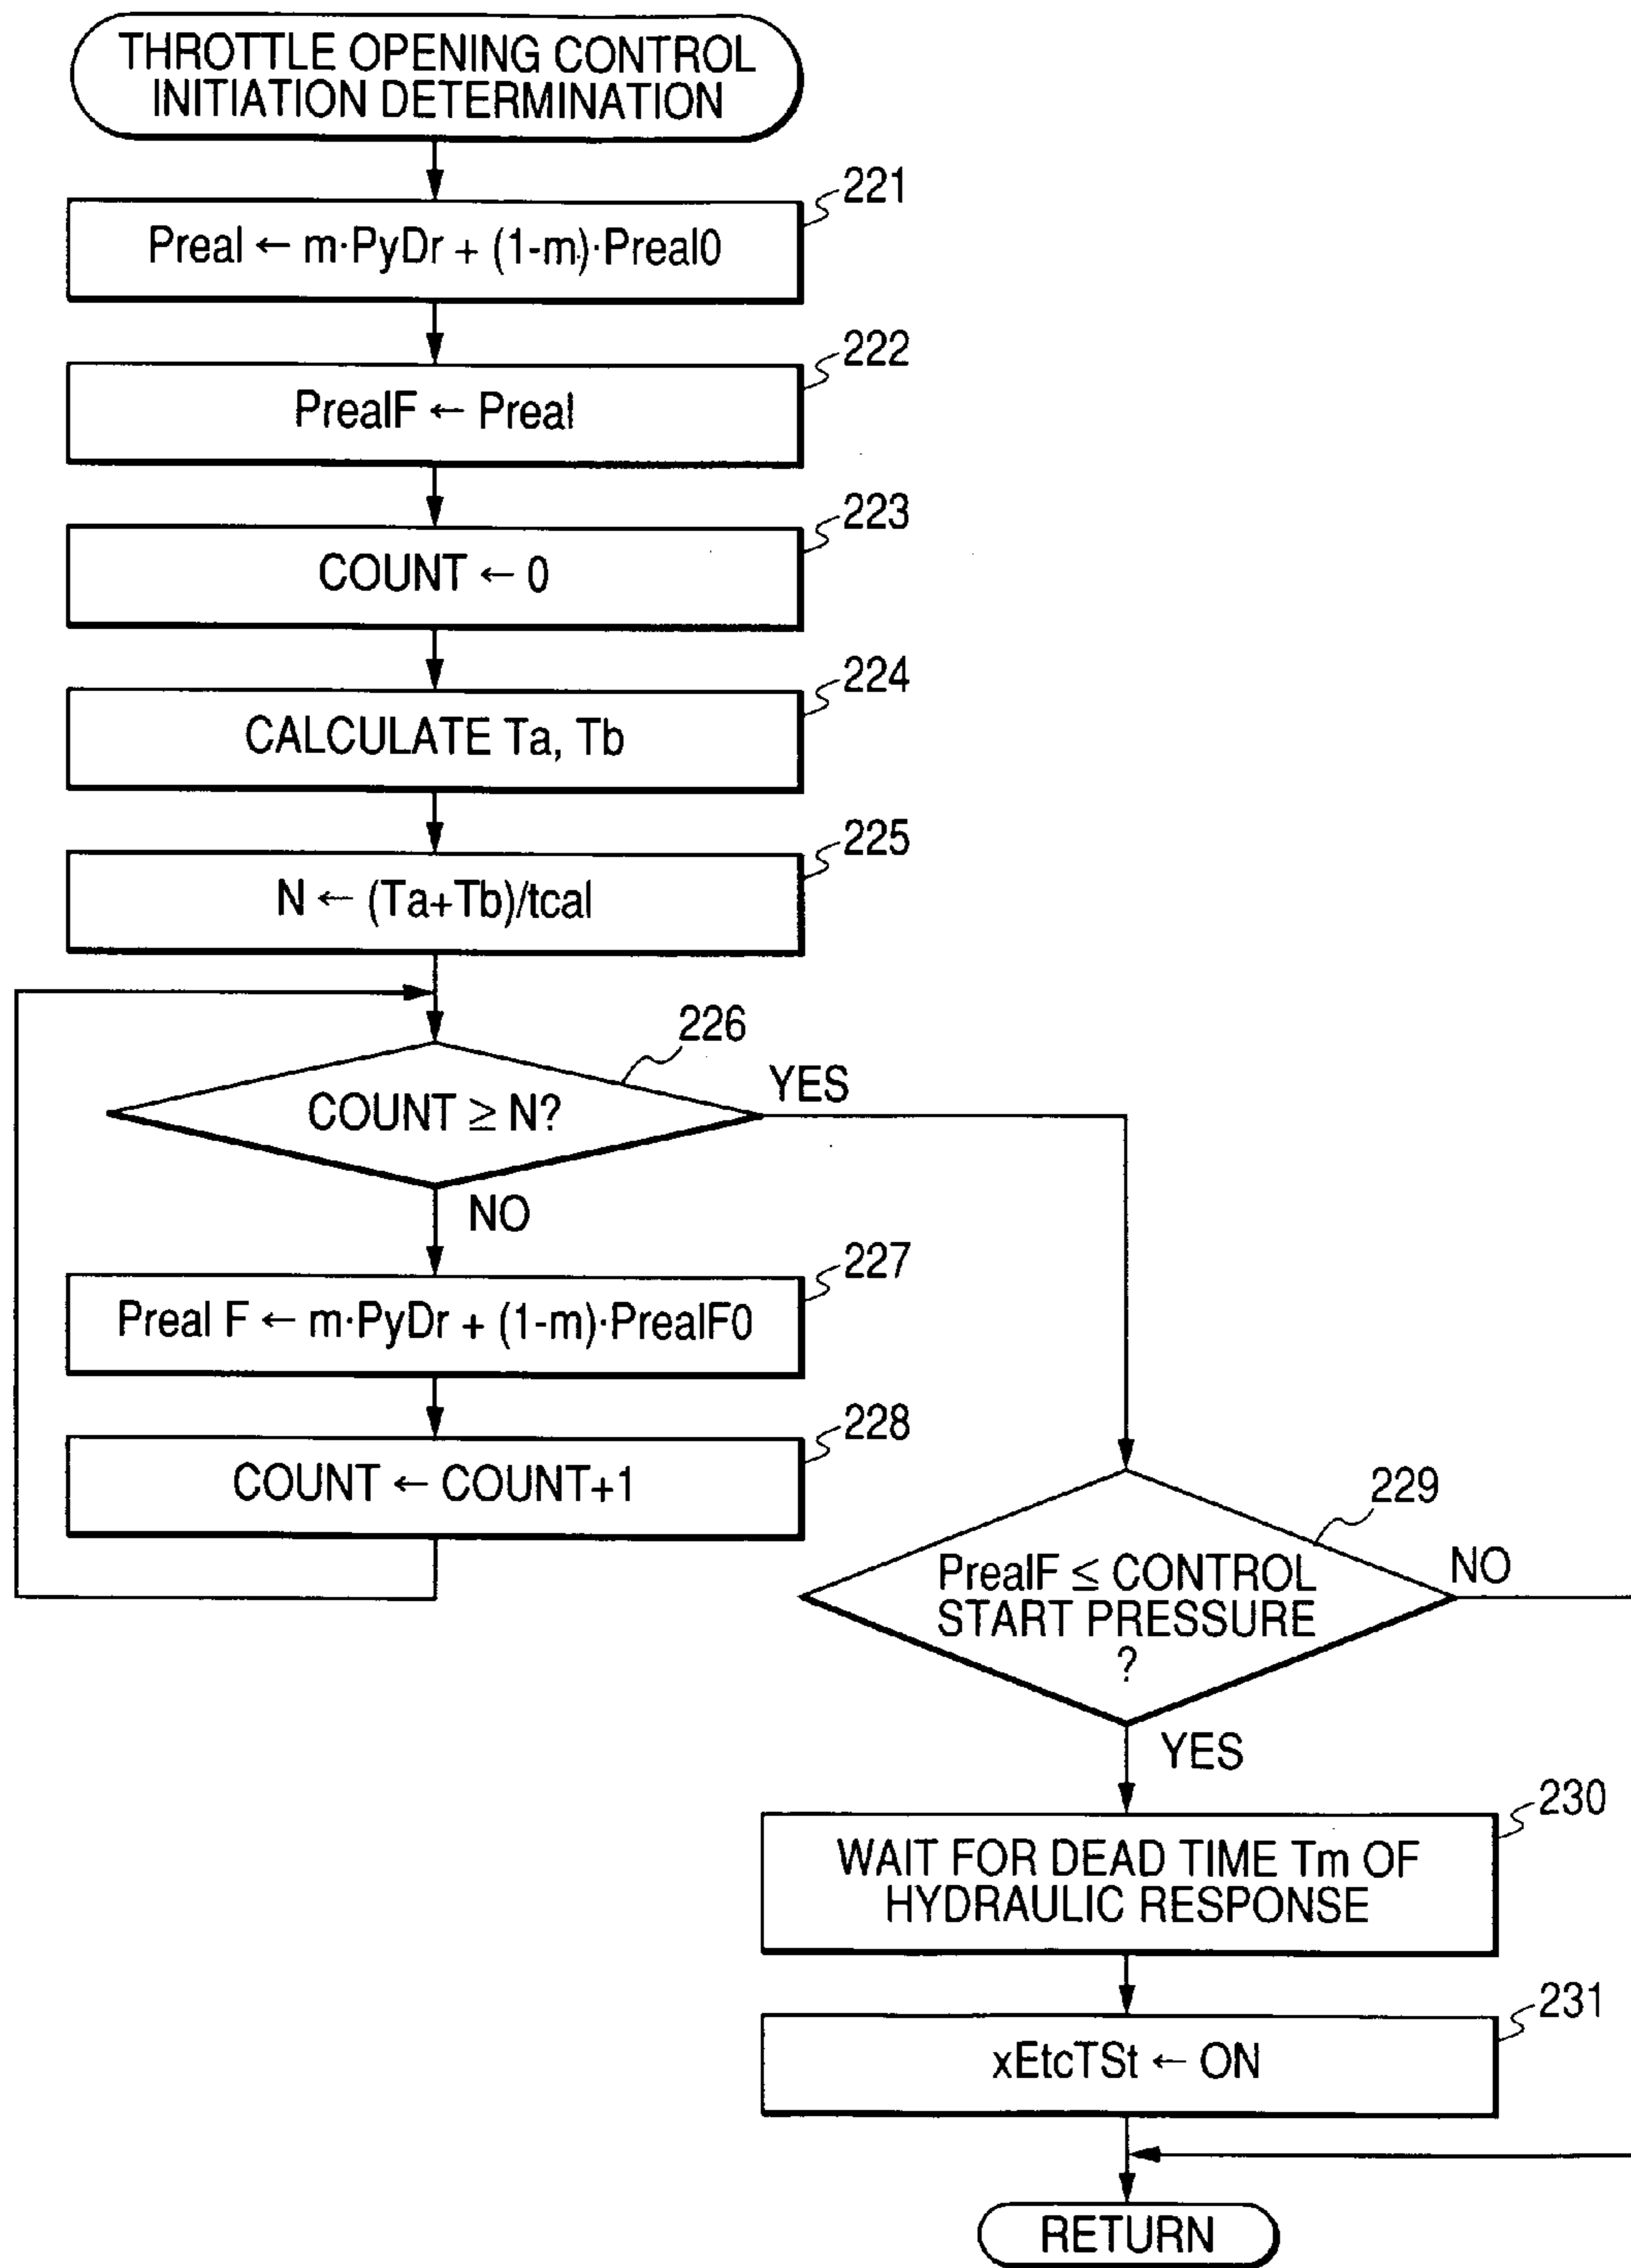 THROTTLE OPENING CONTROL
INITIATION DETERMINATION
221
Preal ← m·PyDr + (1-m)·Preal0
222
PrealF ← Preal
223
COUNT ← 0
224
CALCULATE Ta, Tb
225
N ← (Ta+Tb)/tcal
226
COUNT ≥ N?
YES
NO
227
Preal F ← m·PyDr + (1-m)·PrealF0
228
COUNT ← COUNT+1
229
PrealF ≤ CONTROL
START PRESSURE
?
NO
YES
230
WAIT FOR DEAD TIME Tm OF
HYDRAULIC RESPONSE
231
xEtcTSt ← ON
RETURN